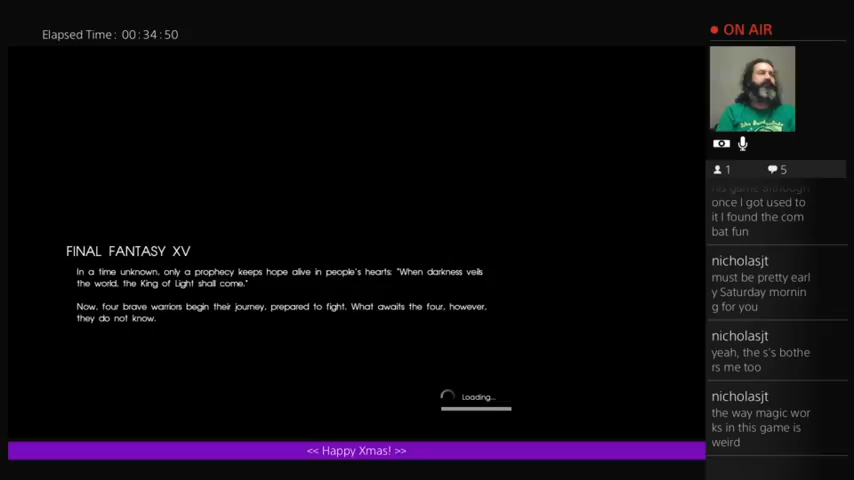 Elapsed Time: 00:34:50
ON AIR
1
5
his game although
once I got used to
it I found the com
bat fun
nicholasjt
must be pretty earl
y Saturday mornin
g for you
nicholasjt
yeah, the s's bothe
rs me too
nicholasjt
the way magic wor
ks in this game is
weird
FINAL FANTASY XV
In a time unknown, only a prophecy keeps hope alive in people's hearts: "When darkness veils
the world, the King of Light shall come."
Now, four brave warriors begin their journey, prepared to fight. What awaits the four, however,
they do not know.
Loading...
<< Happy Xmas! >>